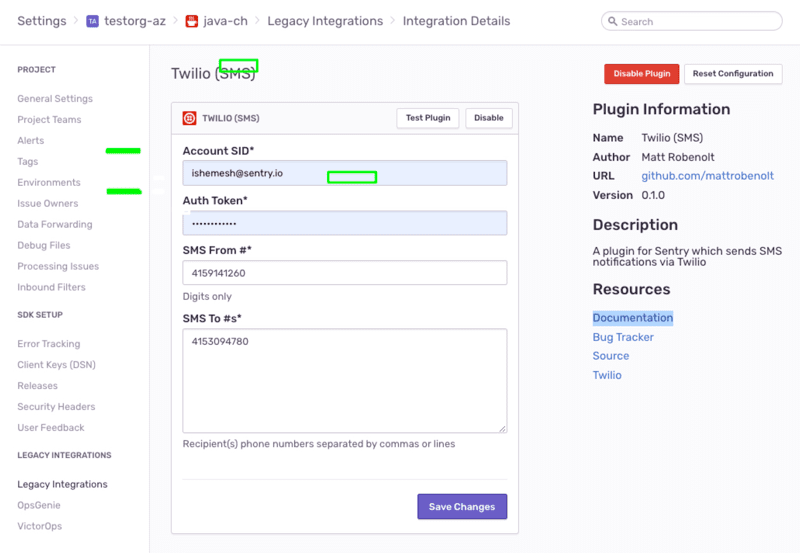 Settings > TA testorg-az > java-ch > Legacy Integrations > Integration Details
Search
PROJECT
General Settings
Project Teams
Alerts
Tags
Environments
Issue Owners
Data Forwarding
Debug Files
Processing Issues
Inbound Filters
SDK SETUP
Error Tracking
Client Keys (DSN)
Releases
Security Headers
User Feedback
LEGACY INTEGRATIONS
Legacy Integrations
OpsGenie
VictorOps
Twilio (SMS)
Disable Plugin
Reset Configuration
TWILIO (SMS)
Test Plugin
Disable
Account SID*
ishemesh@sentry.io
Auth Token*
••••••••••••
SMS From #*
4159141260
Digits only
SMS To #s*
4153094780
Recipient(s) phone numbers separated by commas or lines
Save Changes
Plugin Information
Name Twilio (SMS)
Author Matt Robenolt
URL github.com/mattrobenolt
Version 0.1.0
Description
A plugin for Sentry which sends SMS
notifications via Twilio
Resources
Documentation
Bug Tracker
Source
Twilio